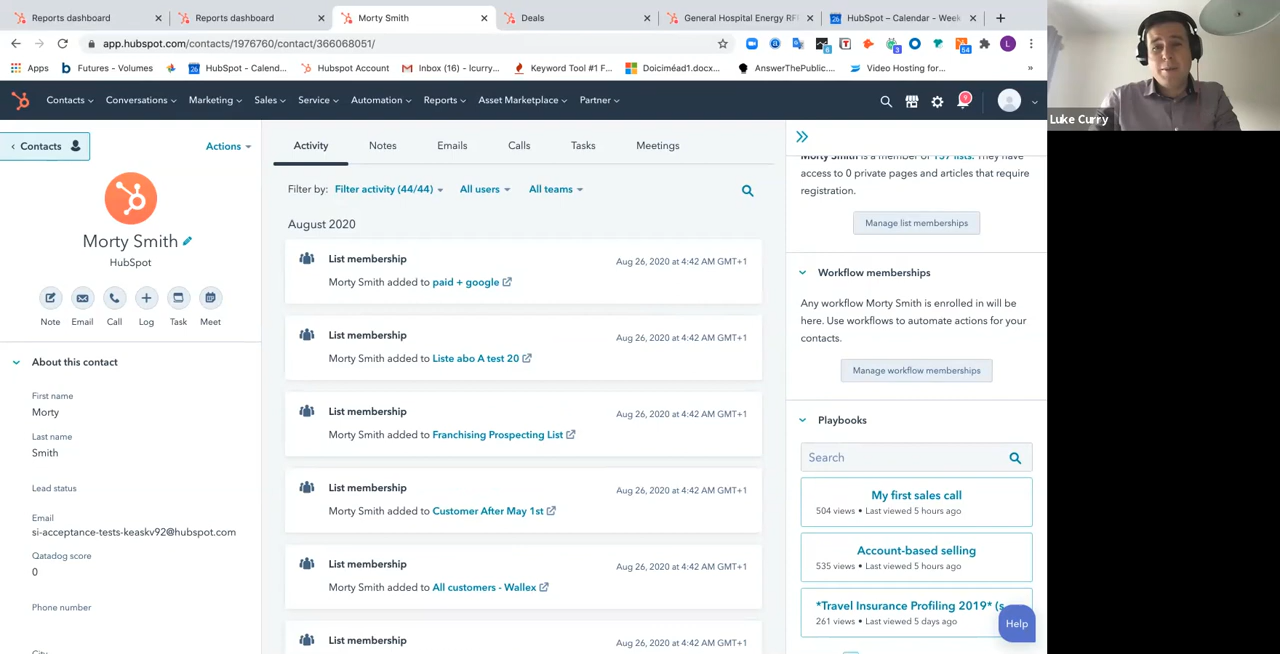 Reports dashboard
Reports dashboard
Morty Smith
Deals
General Hospital Energy RFI
HubSpot – Calendar - Week
app.hubspot.com/contacts/1976760/contact/366068051/
Apps
Futures - Volumes
HubSpot - Calend...
Hubspot Account
Inbox (16) - lcurry...
Keyword Tool #1 F...
Doiciméad1.docx...
AnswerThePublic....
Video Hosting for...
»
Contacts
Conversations
Marketing
Sales
Service
Automation
Reports
Asset Marketplace
Partner
9
Luke Curry
Contacts
Actions
Morty Smith
HubSpot
Note
Email
Call
Log
Task
Meet
About this contact
First name
Morty
Last name
Smith
Lead status
Email
si-acceptance-tests-keaskv92@hubspot.com
Qatadog score
0
Phone number
City
Activity
Notes
Emails
Calls
Tasks
Meetings
Filter by:
Filter activity (44/44)
All users
All teams
August 2020
List membership
Aug 26, 2020 at 4:42 AM GMT+1
Morty Smith added to paid + google
List membership
Aug 26, 2020 at 4:42 AM GMT+1
Morty Smith added to Liste abo A test 20
List membership
Aug 26, 2020 at 4:42 AM GMT+1
Morty Smith added to Franchising Prospecting List
List membership
Aug 26, 2020 at 4:42 AM GMT+1
Morty Smith added to Customer After May 1st
List membership
Aug 26, 2020 at 4:42 AM GMT+1
Morty Smith added to All customers - Wallex
List membership
Aug 26, 2020 at 4:42 AM GMT+1
Morty Smith is a member of 137 lists. They have
access to 0 private pages and articles that require
registration.
Manage list memberships
Workflow memberships
Any workflow Morty Smith is enrolled in will be
here. Use workflows to automate actions for your
contacts.
Manage workflow memberships
Playbooks
Search
My first sales call
504 views • Last viewed 5 hours ago
Account-based selling
535 views • Last viewed 5 hours ago
*Travel Insurance Profiling 2019* (s
261 views • Last viewed 5 days ago
Help